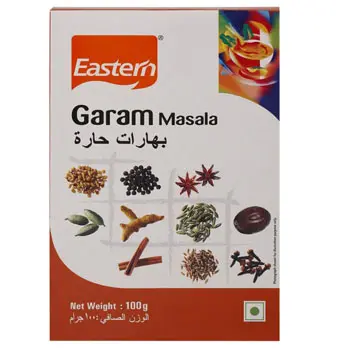 Eastern®
Garam Masala
بهارات حارة
Net Weight : 100g
الوزن الصافي: ١٠٠ جرام